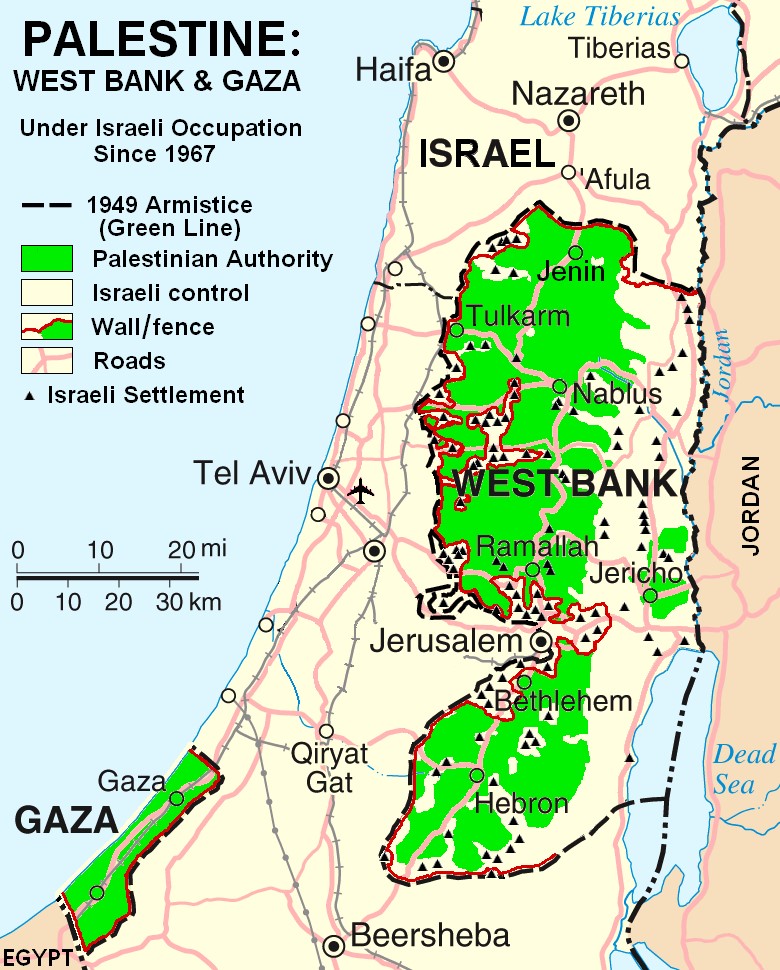 PALESTINE:
WEST BANK & GAZA
Under Israeli Occupation
Since 1967
1949 Armistice
(Green Line)
Palestinian Authority
Israeli control
Wall/fence
Roads
Israeli Settlement
Lake Tiberias
Tiberias
Haifa
Nazareth
ISRAEL
'Afula
Jenin
Tulkarm
Jordan
Nablus
Tel Aviv
WEST BANK
JORDAN
0 10 20 mi
0 10 20 30 km
Ramallah
Jericho
Jerusalem
Bethlehem
Qiryat
Gat
Dead
Sea
Gaza
GAZA
Hebron
Beersheba
EGYPT